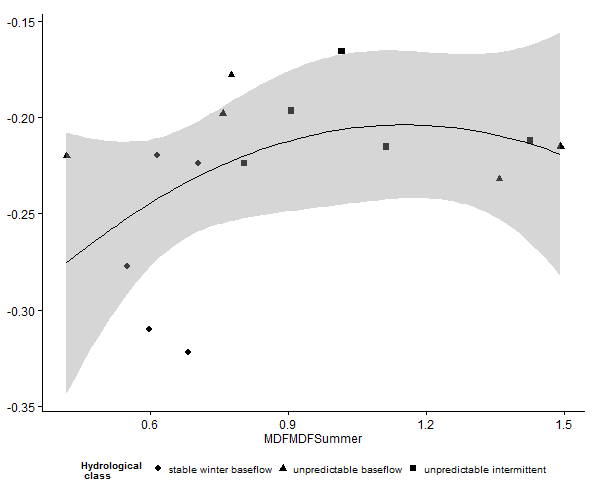 -0.15
-0.20
-0.25
-0.30
-0.35
0.6 0.9 1.2 1.5
MDFMDFSummer
Hydrological
class
stable winter baseflow unpredictable baseflow unpredictable intermittent